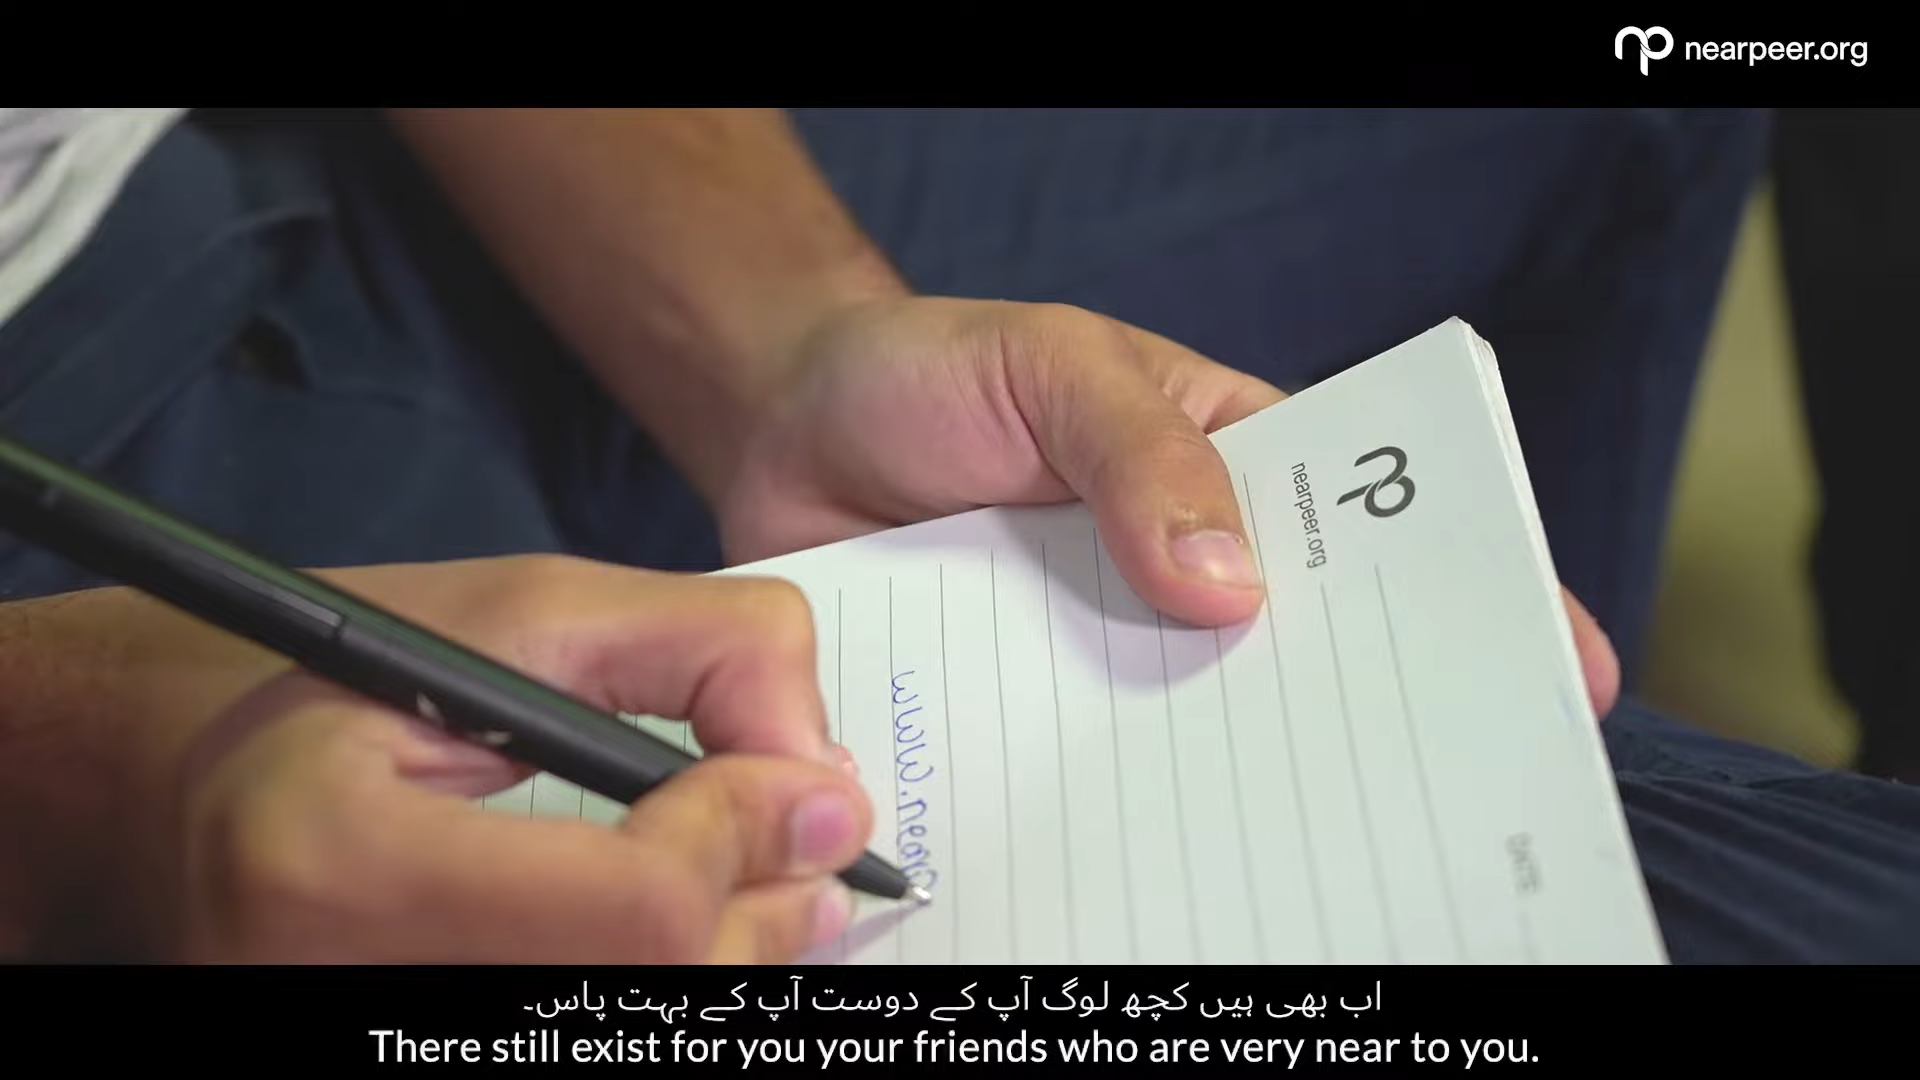 nearpeer.org
nearpeer.org
DATE
www.nearp
اب بھی ہیں کچھ لوگ آپ کے دوست آپ کے بہت پاس۔
There still exist for you your friends who are very near to you.